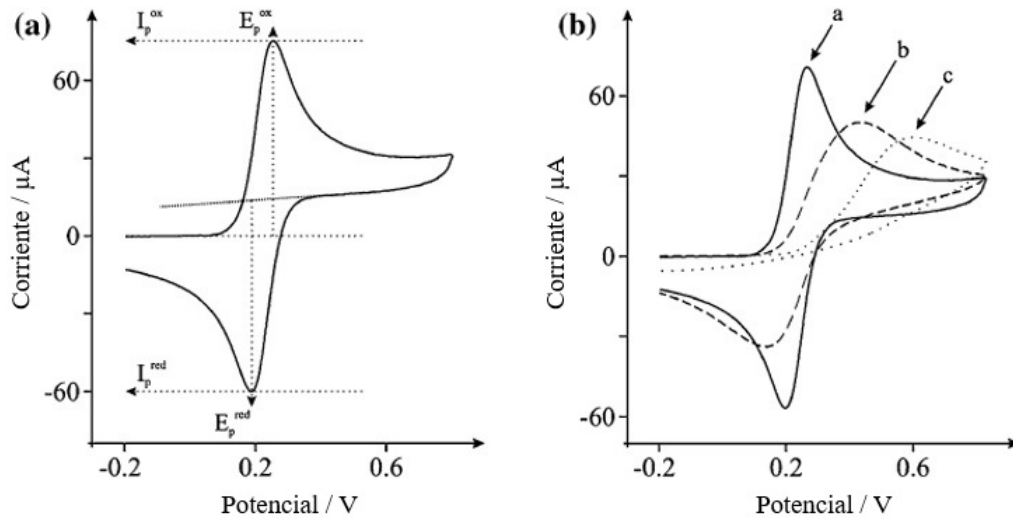 (a)
I_p^ox
E_p^ox
60
0
-60
I_p^red
E_p^red
-0.2
0.2
0.6
Corriente / µA
Potencial / V
(b)
a
b
c
60
0
-60
-0.2
0.2
0.6
Corriente / µA
Potencial / V